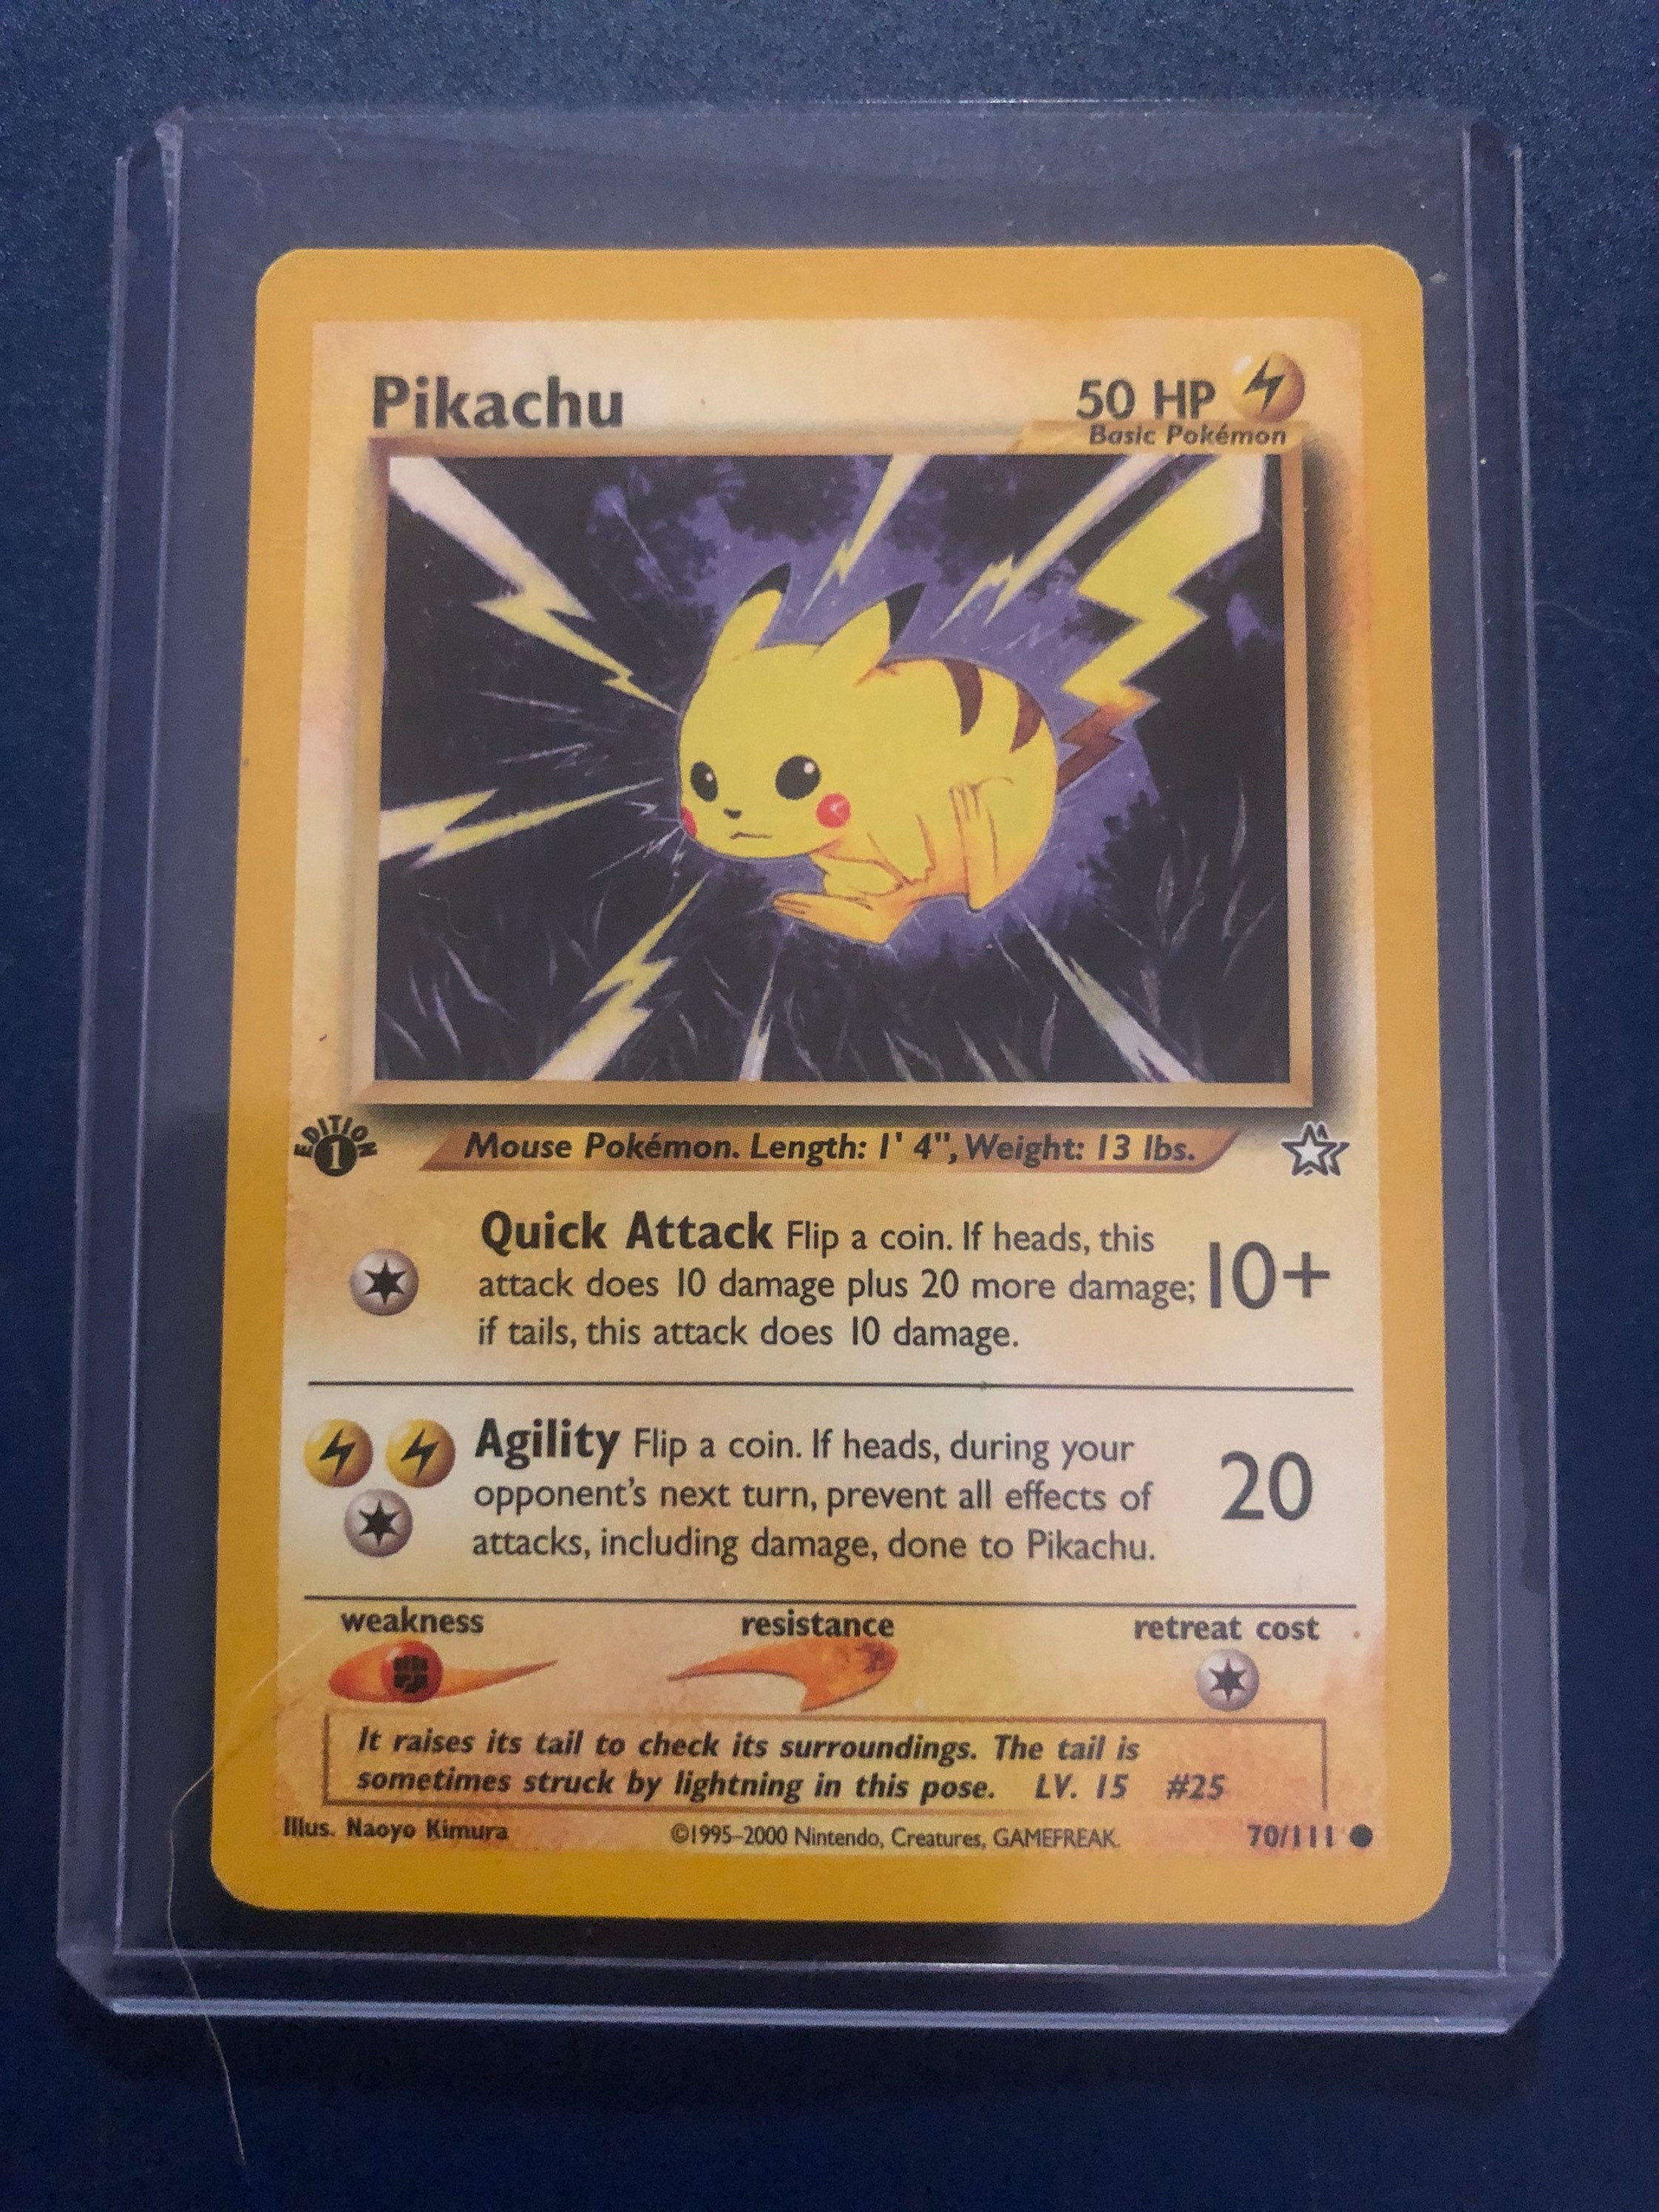 Pikachu
50 HP
Basic Pokémon
EDITION
1
Mouse Pokémon. Length: 1' 4", Weight: 13 lbs.
Quick Attack Flip a coin. If heads, this
attack does 10 damage plus 20 more damage;
if tails, this attack does 10 damage.
10+
Agility Flip a coin. If heads, during your
opponent's next turn, prevent all effects of
attacks, including damage, done to Pikachu.
20
weakness
resistance
retreat cost
It raises its tail to check its surroundings. The tail is
sometimes struck by lightning in this pose. LV. 15 #25
Illus. Naoyo Kimura
©1995–2000 Nintendo, Creatures, GAMEFREAK.
70/111